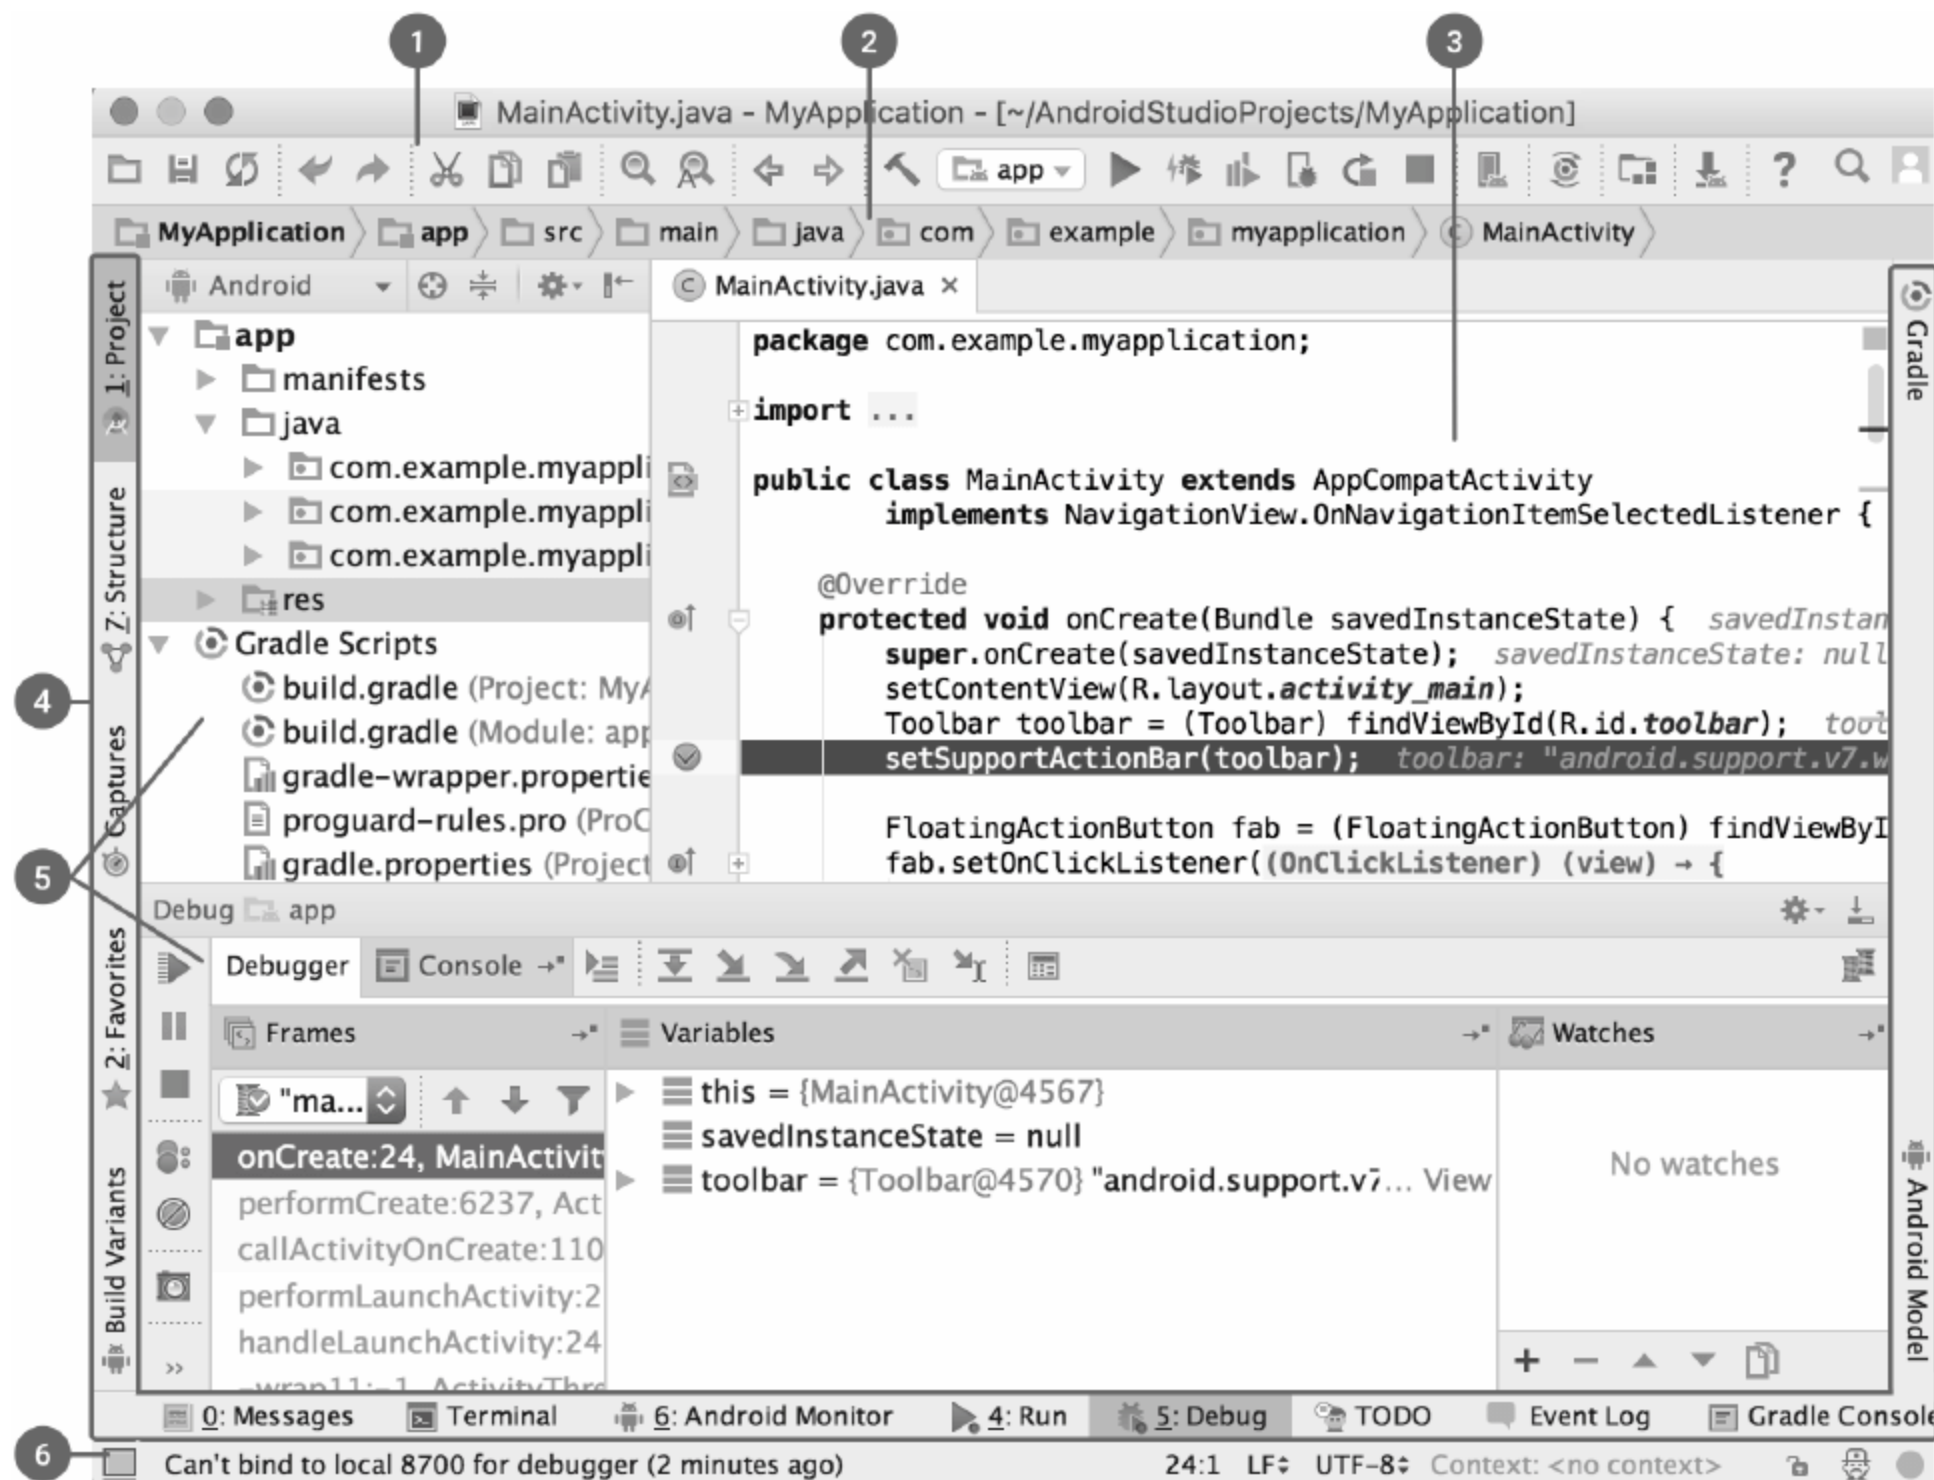 1
2
3
MainActivity.java - MyApplication - [~/AndroidStudioProjects/MyApplication]
app
?
MyApplication app src main java com example myapplication MainActivity
1: Project
Z: Structure
Captures
2: Favorites
Build Variants
4
5
6
Android
app
manifests
java
com.example.myappli
com.example.myappli
com.example.myappli
res
Gradle Scripts
build.gradle (Project: MyA
build.gradle (Module: app
gradle-wrapper.propertie
proguard-rules.pro (ProC
gradle.properties (Project
MainActivity.java
package com.example.myapplication;
import ...
public class MainActivity extends AppCompatActivity
implements NavigationView.OnNavigationItemSelectedListener {
@Override
protected void onCreate(Bundle savedInstanceState) { savedInstan
super.onCreate(savedInstanceState); savedInstanceState: null
setContentView(R.layout.activity_main);
Toolbar toolbar = (Toolbar) findViewById(R.id.toolbar); tool
setSupportActionBar(toolbar); toolbar: "android.support.v7.w
FloatingActionButton fab = (FloatingActionButton) findViewByI
fab.setOnClickListener((OnClickListener) (view) → {
Gradle
Android Model
Debug app
Debugger Console
Frames
"ma...
onCreate:24, MainActivit
performCreate:6237, Act
callActivityOnCreate:110
performLaunchActivity:2
handleLaunchActivity:24
-wrap11:-1, ActivityThre
Variables
this = {MainActivity@4567}
savedInstanceState = null
toolbar = {Toolbar@4570} "android.support.v7... View
Watches
No watches
0: Messages Terminal 6: Android Monitor 4: Run 5: Debug TODO Event Log Gradle Console
Can't bind to local 8700 for debugger (2 minutes ago) 24:1 LF UTF-8 Context: <no context>